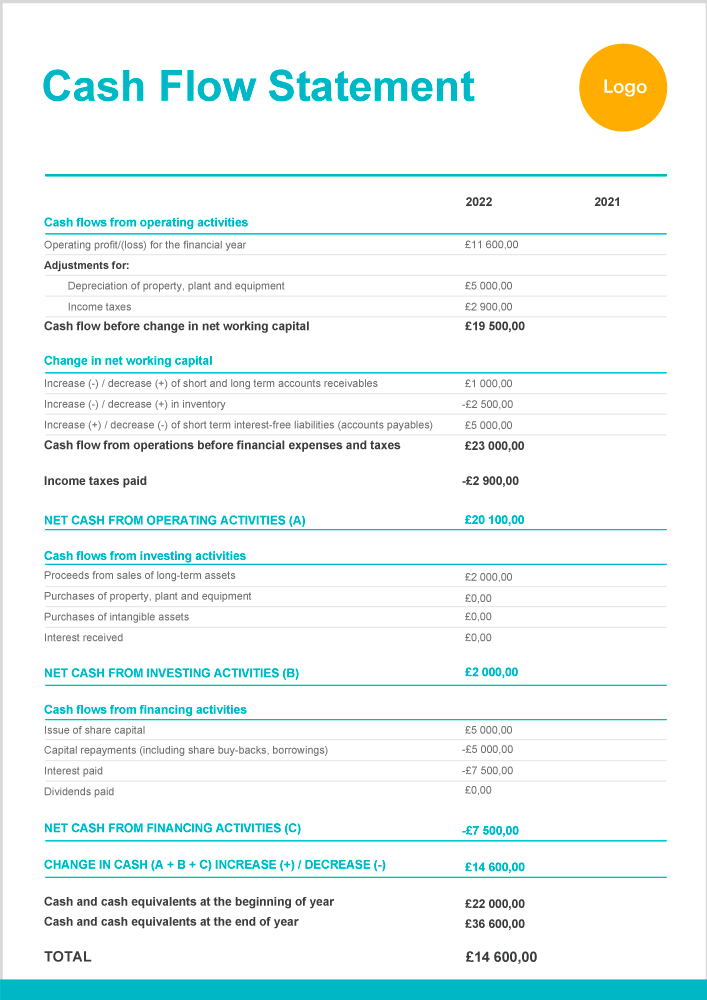 Cash Flow Statement
Logo
2022 2021
Cash flows from operating activities
Operating profit/(loss) for the financial year £11 600,00
Adjustments for:
Depreciation of property, plant and equipment £5 000,00
Income taxes £2 900,00
Cash flow before change in net working capital £19 500,00
Change in net working capital
Increase (-) / decrease (+) of short and long term accounts receivables £1 000,00
Increase (-) / decrease (+) in inventory -£2 500,00
Increase (+) / decrease (-) of short term interest-free liabilities (accounts payables) £5 000,00
Cash flow from operations before financial expenses and taxes £23 000,00
Income taxes paid -£2 900,00
NET CASH FROM OPERATING ACTIVITIES (A) £20 100,00
Cash flows from investing activities
Proceeds from sales of long-term assets £2 000,00
Purchases of property, plant and equipment £0,00
Purchases of intangible assets £0,00
Interest received £0,00
NET CASH FROM INVESTING ACTIVITIES (B) £2 000,00
Cash flows from financing activities
Issue of share capital £5 000,00
Capital repayments (including share buy-backs, borrowings) -£5 000,00
Interest paid -£7 500,00
Dividends paid £0,00
NET CASH FROM FINANCING ACTIVITIES (C) -£7 500,00
CHANGE IN CASH (A + B + C) INCREASE (+) / DECREASE (-) £14 600,00
Cash and cash equivalents at the beginning of year £22 000,00
Cash and cash equivalents at the end of year £36 600,00
TOTAL £14 600,00